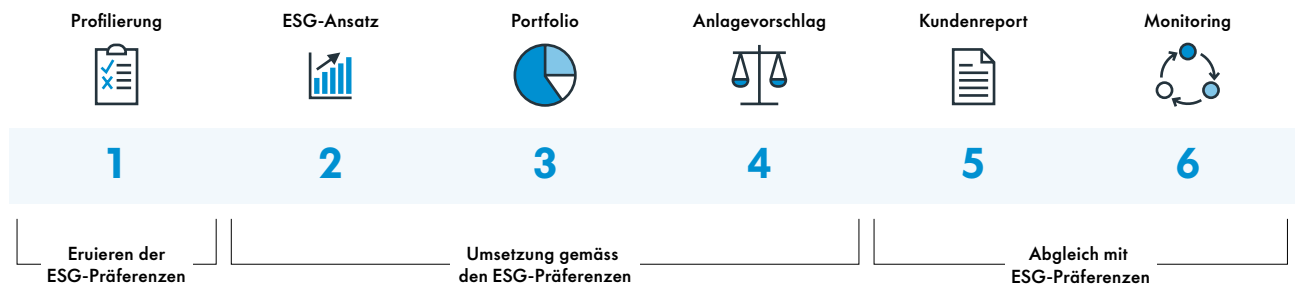 Profilierung
ESG-Ansatz
Portfolio
Anlagevorschlag
Kundenreport
Monitoring
1
2
3
4
5
6
Eruieren der
ESG-Präferenzen
Umsetzung gemäss
den ESG-Präferenzen
Abgleich mit
ESG-Präferenzen